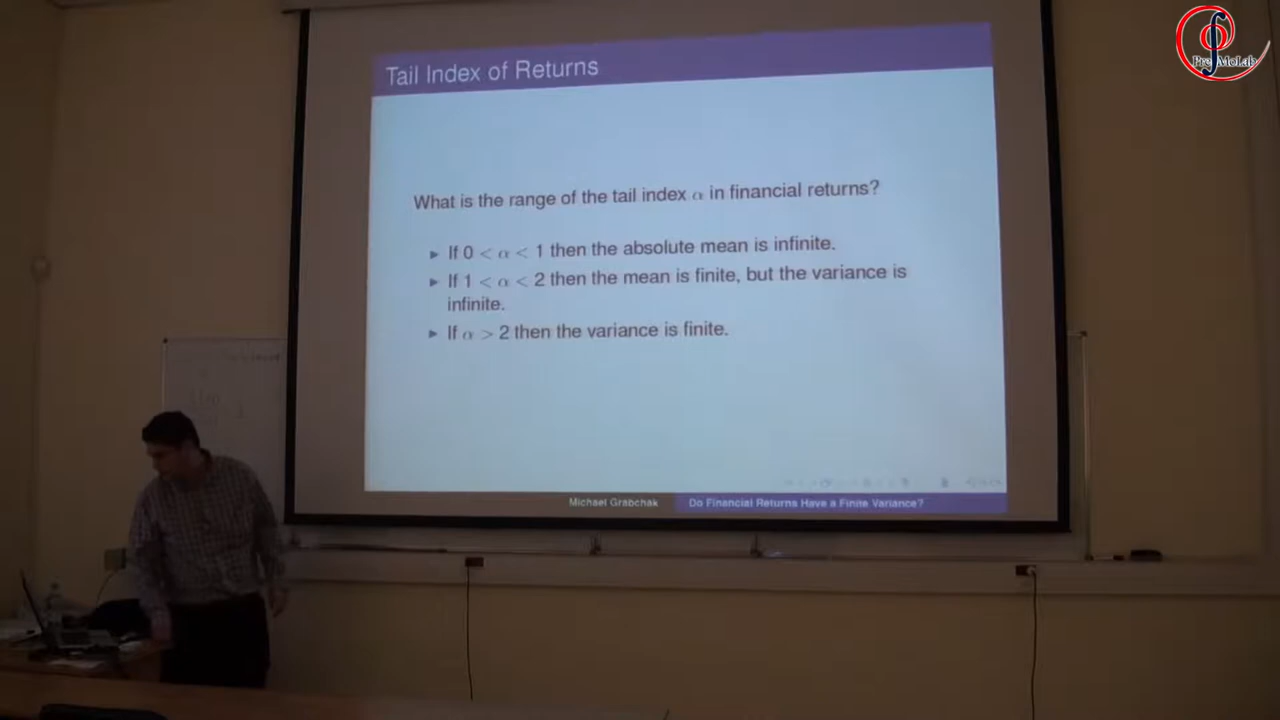 PreMoLab
Tail Index of Returns
What is the range of the tail index α in financial returns?
► If 0 < α < 1 then the absolute mean is infinite.
► If 1 < α < 2 then the mean is finite, but the variance is
infinite.
► If α > 2 then the variance is finite.
Michael Grabchak Do Financial Returns Have a Finite Variance?